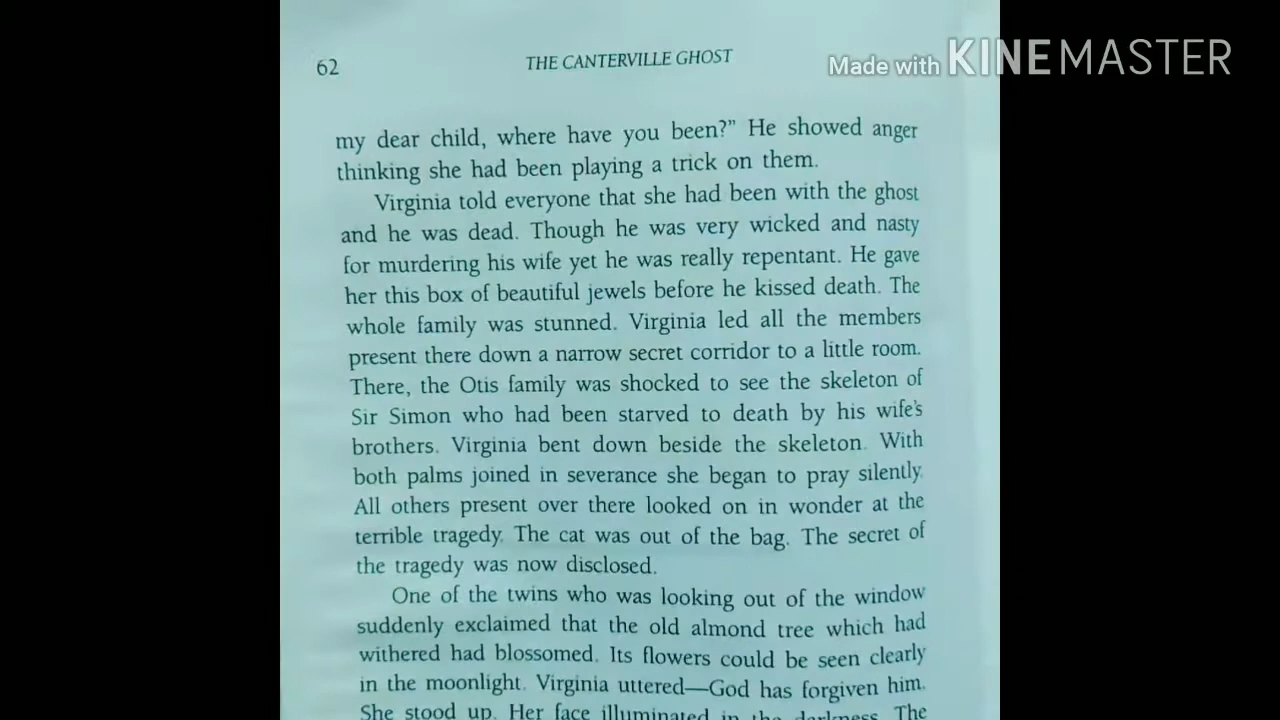 62
THE CANTERVILLE GHOST
Made with KINEMASTER
my dear child, where have you been?” He showed anger
thinking she had been playing a trick on them.
Virginia told everyone that she had been with the ghost
and he was dead. Though he was very wicked and nasty
for murdering his wife yet he was really repentant. He gave
her this box of beautiful jewels before he kissed death. The
whole family was stunned. Virginia led all the members
present there down a narrow secret corridor to a little room.
There, the Otis family was shocked to see the skeleton of
Sir Simon who had been starved to death by his wife’s
brothers. Virginia bent down beside the skeleton. With
both palms joined in severance she began to pray silently.
All others present over there looked on in wonder at the
terrible tragedy. The cat was out of the bag. The secret of
the tragedy was now disclosed.
One of the twins who was looking out of the window
suddenly exclaimed that the old almond tree which had
withered had blossomed. Its flowers could be seen clearly
in the moonlight. Virginia uttered—God has forgiven him.
She stood up. Her face illuminated in the darkness. The